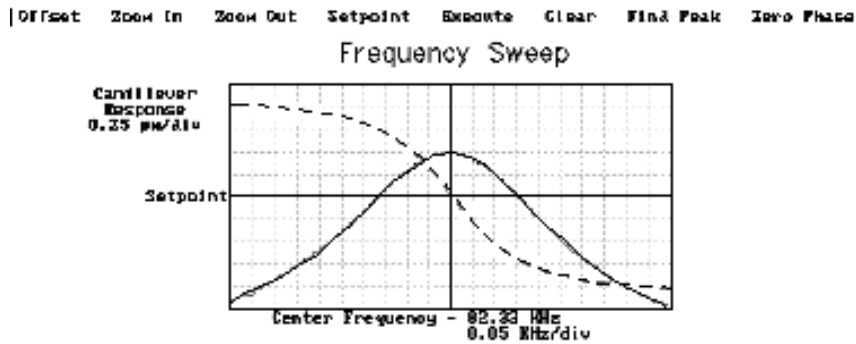 Offset Zoom In Zoom Out Setpoint Execute Clear Find Peak Zero Phase
Frequency Sweep
Cantilever
Response
0.25 µm/div
Setpoint
Center Frequency - 82.33 KHz
0.05 KHz/div